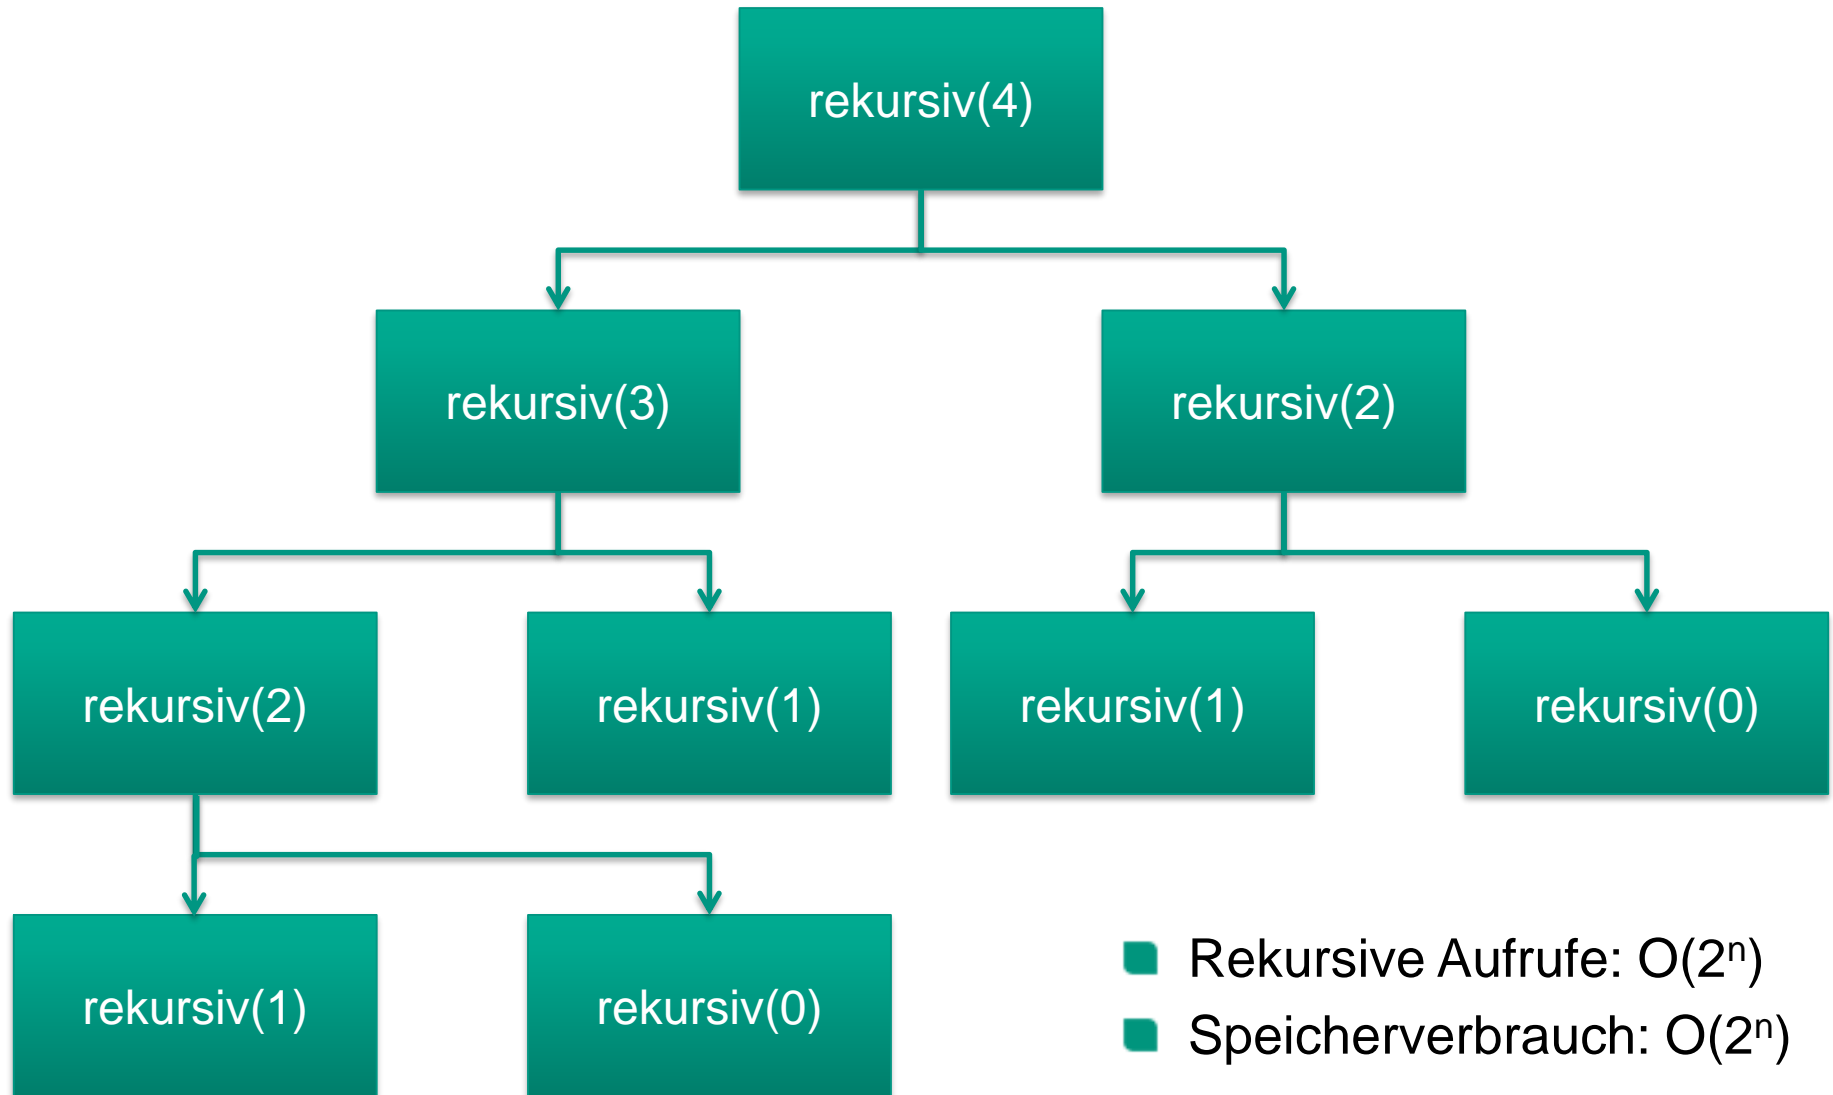 rekursiv(4)
rekursiv(3)
rekursiv(2)
rekursiv(2)
rekursiv(1)
rekursiv(1)
rekursiv(0)
rekursiv(1)
rekursiv(0)
Rekursive Aufrufe: O(2ⁿ)
Speicherverbrauch: O(2ⁿ)